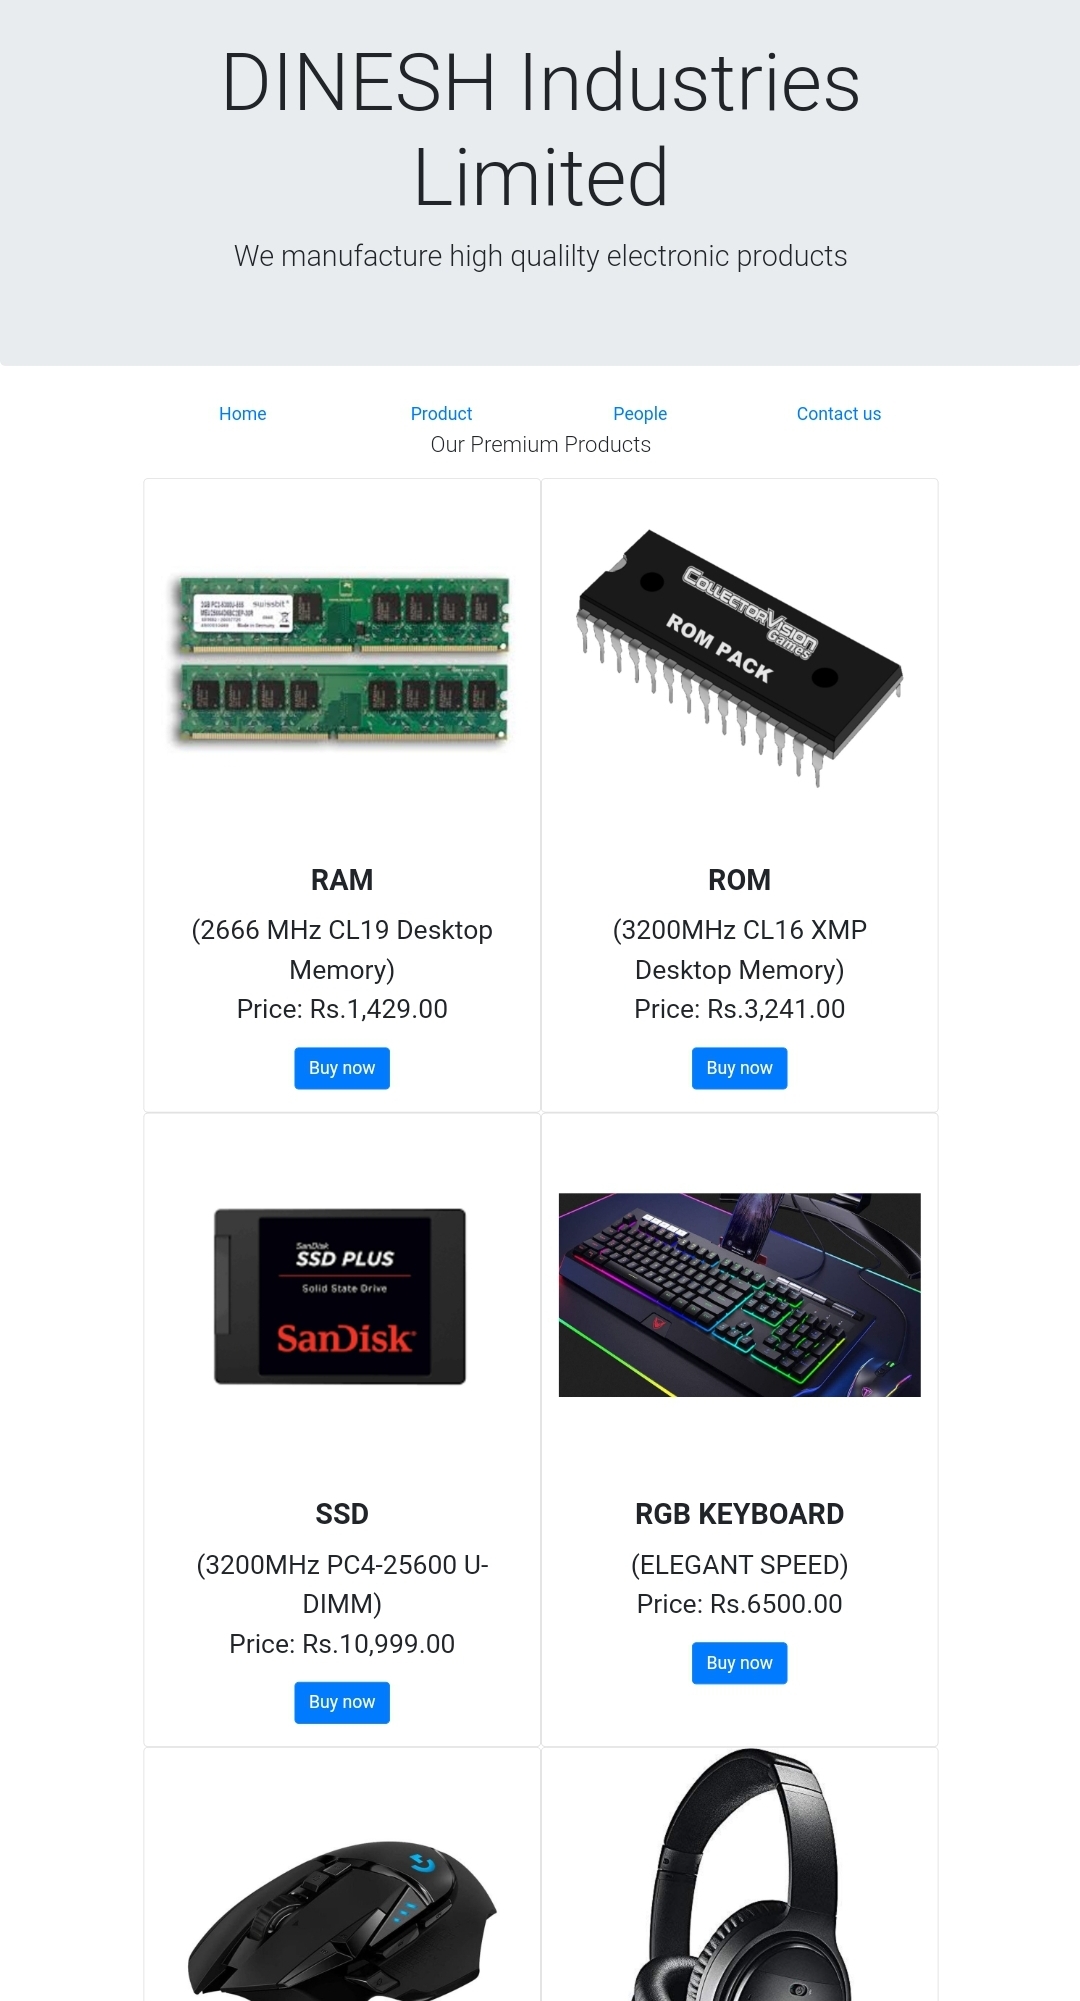 DINESH Industries
Limited
We manufacture high qualilty electronic products
Home Product People Contact us
Our Premium Products
swissbit
COLLECTORVISION
Games
ROM PACK
RAM
(2666 MHz CL19 Desktop
Memory)
Price: Rs.1,429.00
Buy now
ROM
(3200MHz CL16 XMP
Desktop Memory)
Price: Rs.3,241.00
Buy now
SanDisk
SSD PLUS
Solid State Drive
SanDisk
SSD
(3200MHz PC4-25600 U-
DIMM)
Price: Rs.10,999.00
Buy now
RGB KEYBOARD
(ELEGANT SPEED)
Price: Rs.6500.00
Buy now